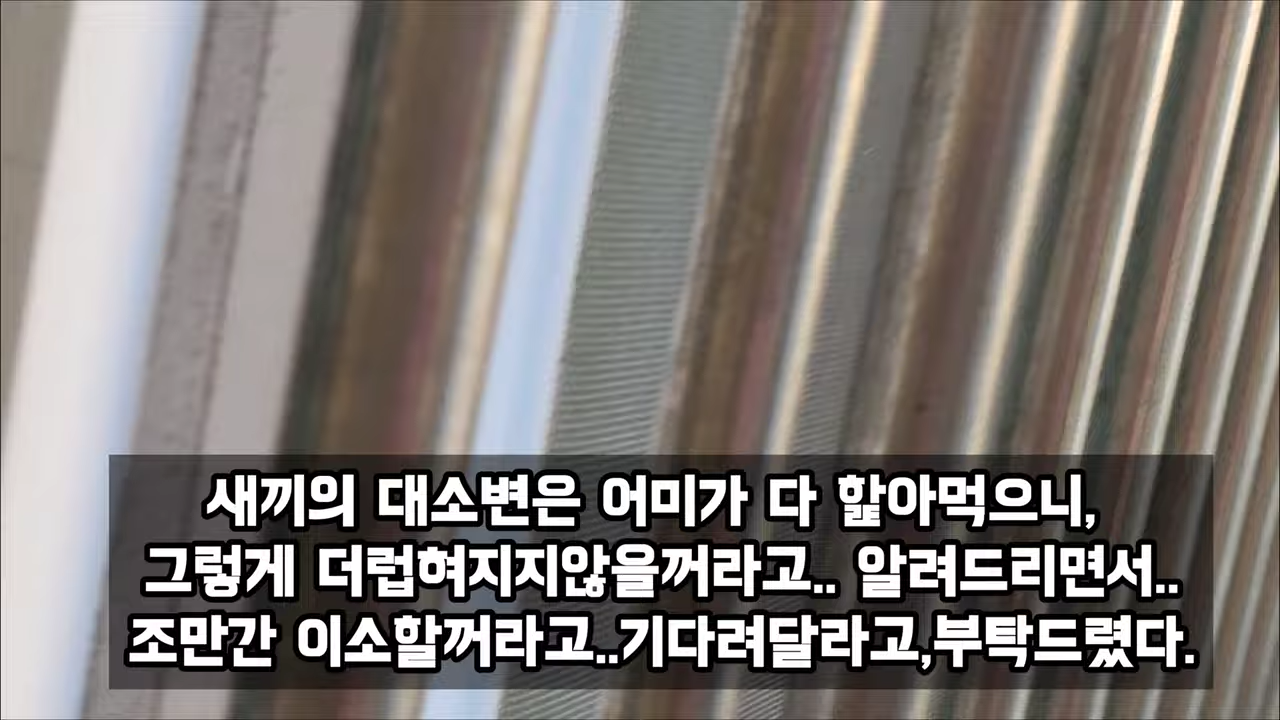 새끼의 대소변은 어미가 다 핥아먹으니,
그렇게 더럽혀지지않을꺼라고.. 알려드리면서..
조만간 이소할꺼라고..기다려달라고,부탁드렸다.